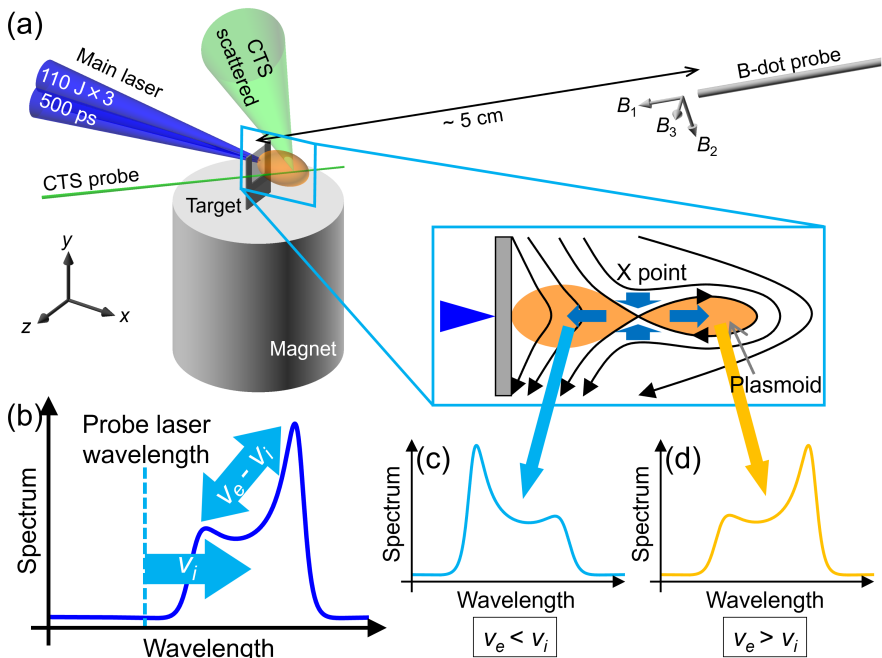 (a)
Main laser
110 J × 3
500 ps
CTS
scattered
CTS probe
Target
Magnet
~ 5 cm
B-dot probe
B1
B3
B2
y
z
x
X point
Plasmoid
(b)
Probe laser
wavelength
ve - vi
vi
Spectrum
Wavelength
(c)
Spectrum
Wavelength
ve < vi
(d)
Spectrum
Wavelength
ve > vi